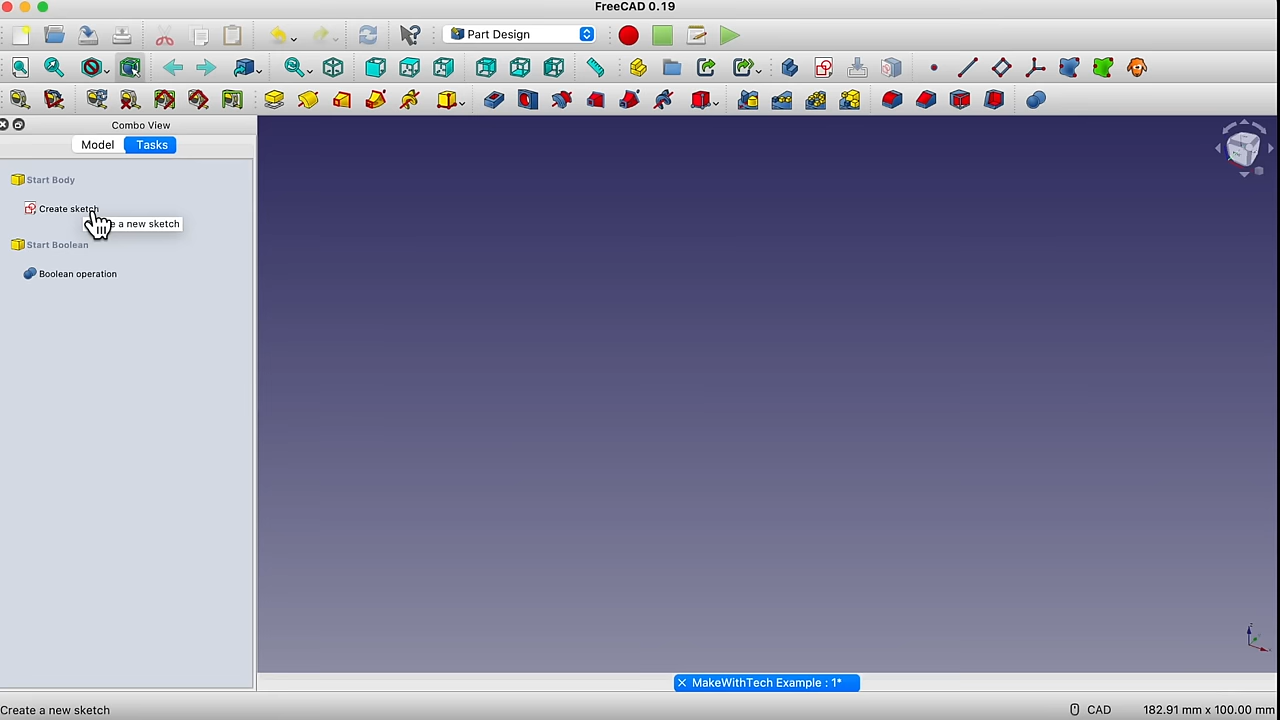 FreeCAD 0.19
Part Design
Combo View
Model Tasks
Start Body
Create sketch
a new sketch
Start Boolean
Boolean operation
MakeWithTech Example : 1*
Create a new sketch
CAD 182.91 mm x 100.00 mm